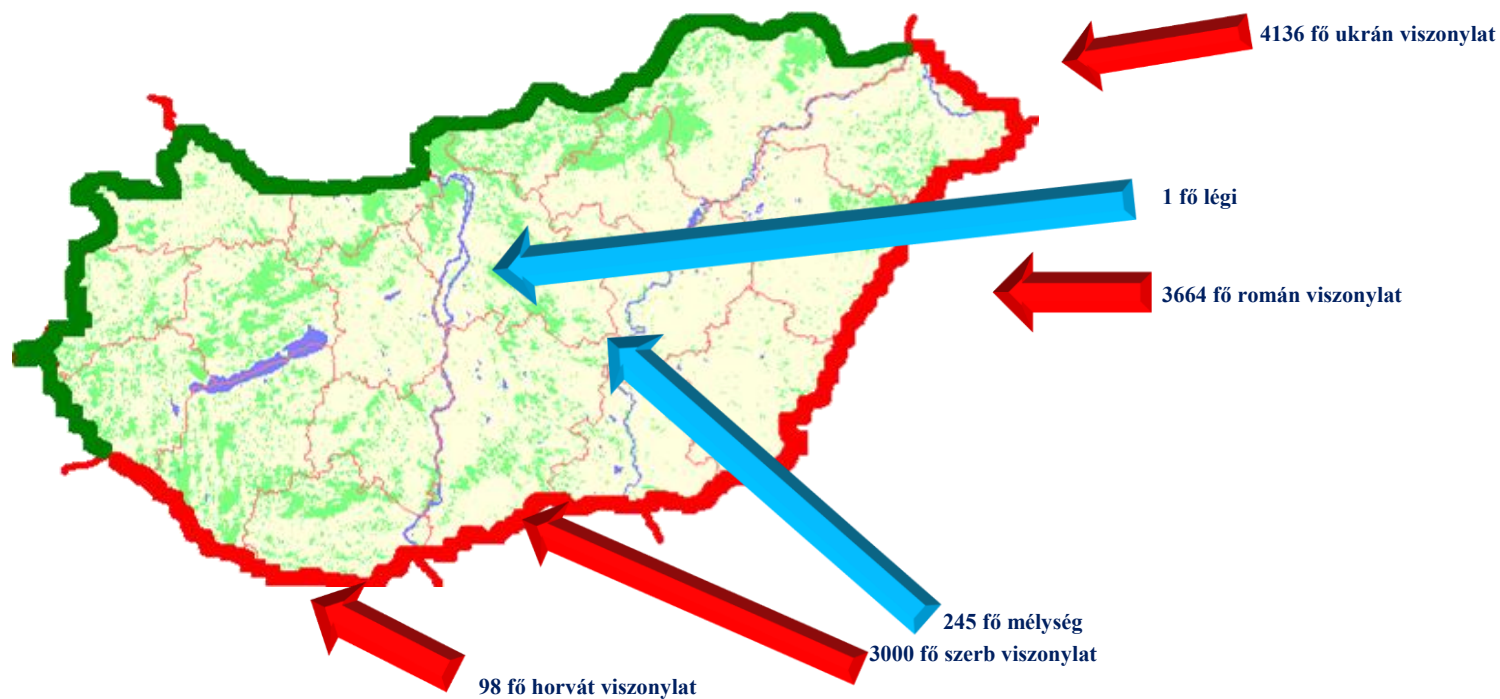 4136 fő ukrán viszonylat
1 fő légi
3664 fő román viszonylat
245 fő mélység
3000 fő szerb viszonylat
98 fő horvát viszonylat